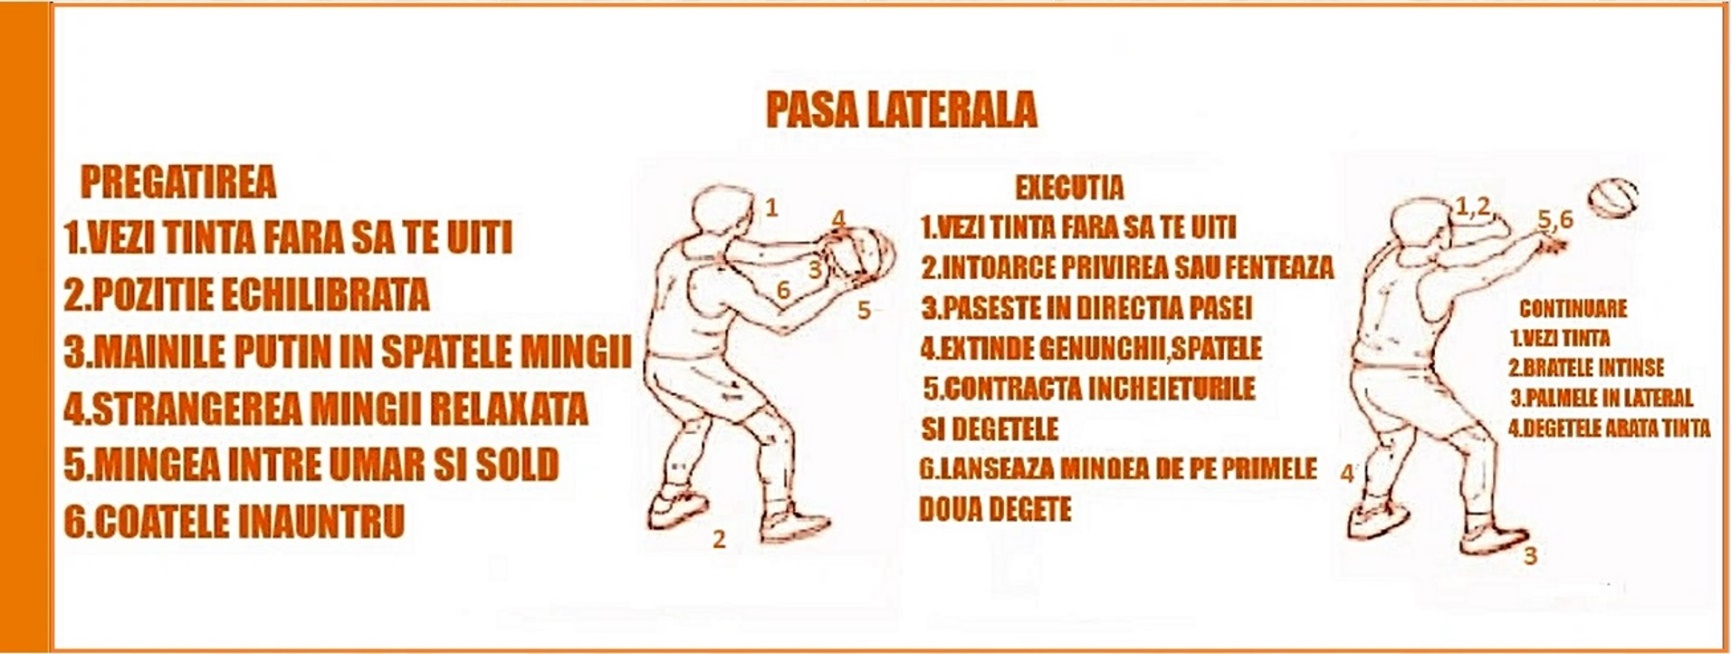 PASA LATERALA
PREGATIREA
1.VEZI TINTA FARA SA TE UITI
2.POZITIE ECHILIBRATA
3.MAINILE PUTIN IN SPATELE MINGII
4.STRANGEREA MINGII RELAXATA
5.MINGEA INTRE UMAR SI SOLD
6.COATELE INAUNTRU
1
4
3
6
5
2
EXECUTIA
1.VEZI TINTA FARA SA TE UITI
2.INTOARCE PRIVIREA SAU FENTEAZA
3.PASESTE IN DIRECTIA PASEI
4.EXTINDE GENUNCHII,SPATELE
5.CONTRACTA INCHEIETURILE
SI DEGETELE
6.LANSEAZA MINGEA DE PE PRIMELE
DOUA DEGETE
1,2
5,6
4
3
CONTINUARE
1.VEZI TINTA
2.BRATELE INTINSE
3.PALMELE IN LATERAL
4.DEGETELE ARATA TINTA